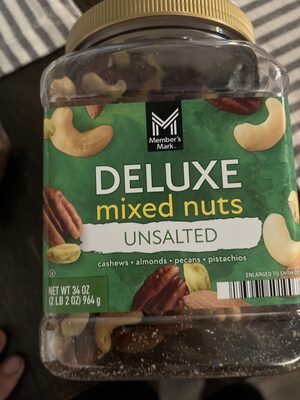 Member's
Mark™
DELUXE
mixed nuts
UNSALTED
cashews • almonds • pecans • pistachios
NET WT 34 OZ
(2 LB 2 OZ) 964 g
ENLARGED TO SHOW